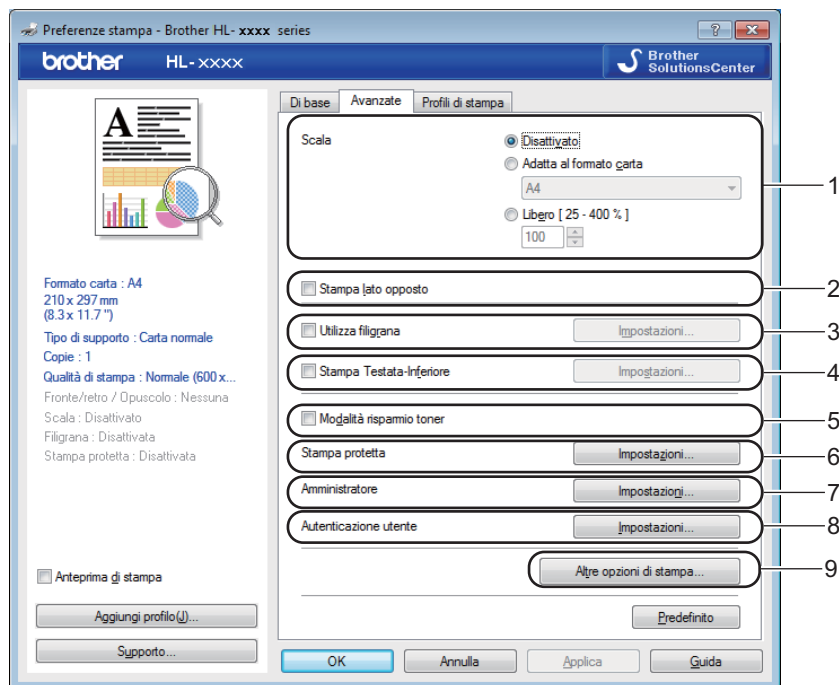 Preferenze stampa - Brother HL- xxxx series
brother HL- xxxx
Brother
SolutionsCenter
A
Formato carta : A4
210 x 297 mm
(8.3 x 11.7 ")
Tipo di supporto : Carta normale
Copie : 1
Qualità di stampa : Normale (600 x...
Fronte/retro / Opuscolo : Nessuna
Scala : Disattivato
Filigrana : Disattivata
Stampa protetta : Disattivata
Anteprima di stampa
Aggiungi profilo(J)...
Supporto...
Di base Avanzate Profili di stampa
Scala
Disattivato
Adatta al formato carta
A4
Libero [ 25 - 400 % ]
100
1
Stampa lato opposto
2
Utilizza filigrana Impostazioni...
3
Stampa Testata-Inferiore Impostazioni...
4
Modalità risparmio toner
5
Stampa protetta Impostazioni...
6
Amministratore Impostazioni...
7
Autenticazione utente Impostazioni...
8
Altre opzioni di stampa...
9
Predefinito
OK Annulla Applica Guida